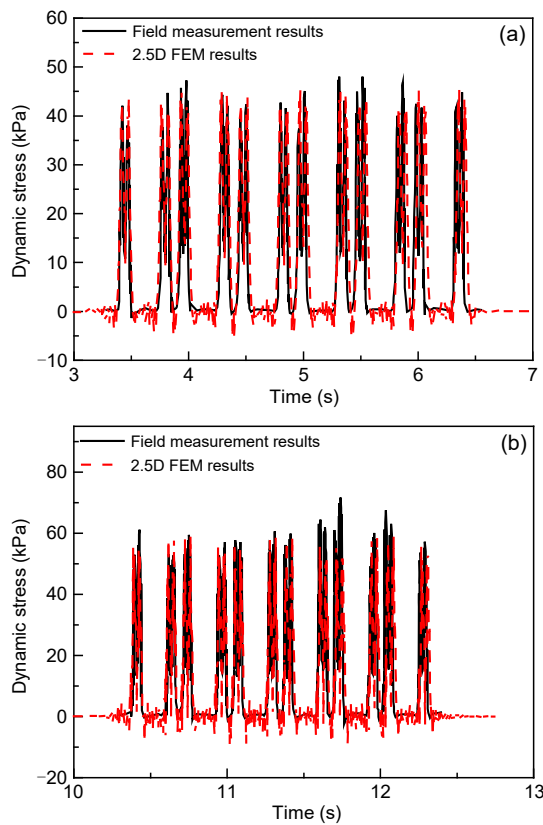 (a)
Field measurement results
2.5D FEM results
60
50
40
30
20
10
0
−10
Dynamic stress (kPa)
3 4 5 6 7
Time (s)
(b)
Field measurement results
2.5D FEM results
80
60
40
20
0
−20
Dynamic stress (kPa)
10 11 12 13
Time (s)